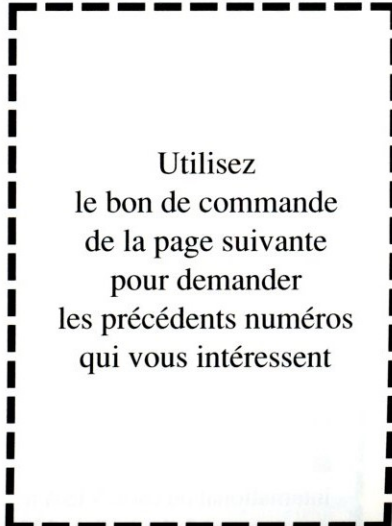 Utilisez
le bon de commande
de la page suivante
pour demander
les précédents numéros
qui vous intéressent